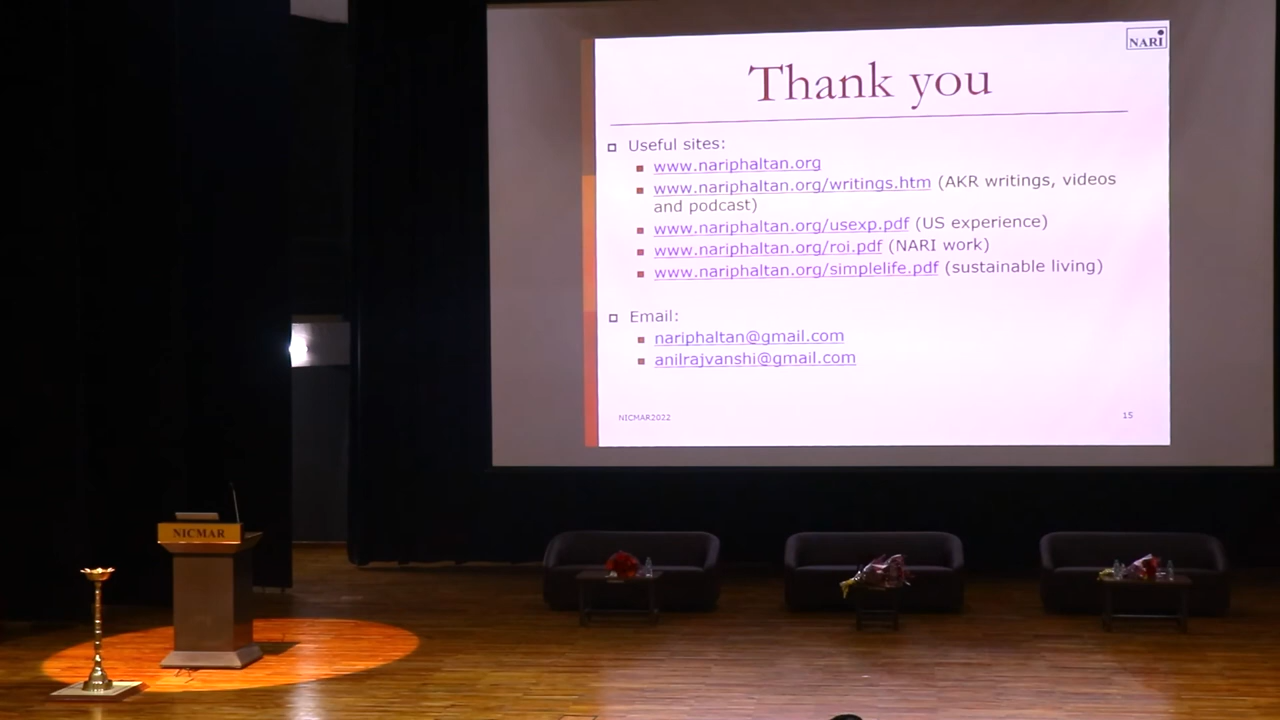 NARI
Thank you
Useful sites:
www.nariphaltan.org
www.nariphaltan.org/writings.htm (AKR writings, videos
and podcast)
www.nariphaltan.org/usexp.pdf (US experience)
www.nariphaltan.org/roi.pdf (NARI work)
www.nariphaltan.org/simplelife.pdf (sustainable living)
Email:
nariphaltan@gmail.com
anilrajvanshi@gmail.com
NICMAR2022
15
NICMAR